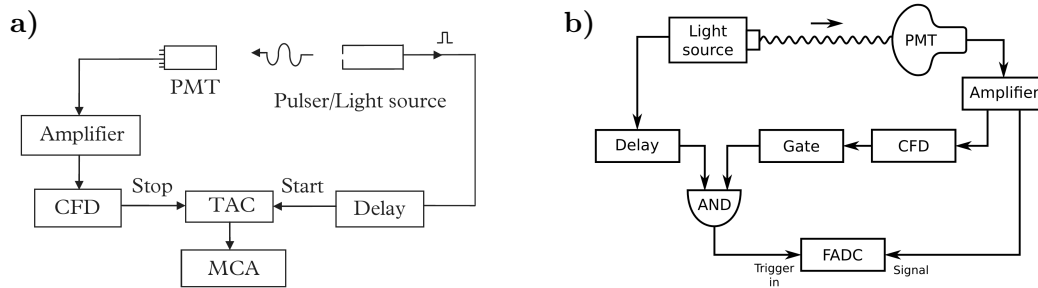 a)
PMT
Pulser/Light source
Amplifier
Stop
Start
CFD
TAC
Delay
MCA
b)
Light
source
PMT
Amplifier
Delay
Gate
CFD
AND
FADC
Trigger
in
Signal